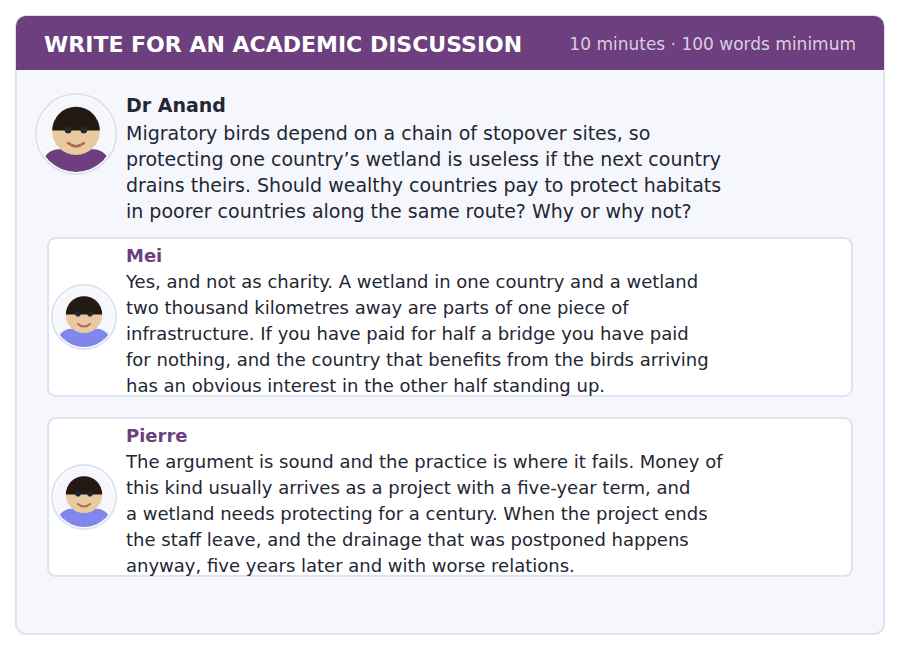 WRITE FOR AN ACADEMIC DISCUSSION
10 minutes · 100 words minimum
Dr Anand
Migratory birds depend on a chain of stopover sites, so
protecting one country’s wetland is useless if the next country
drains theirs. Should wealthy countries pay to protect habitats
in poorer countries along the same route? Why or why not?
Mei
Yes, and not as charity. A wetland in one country and a wetland
two thousand kilometres away are parts of one piece of
infrastructure. If you have paid for half a bridge you have paid
for nothing, and the country that benefits from the birds arriving
has an obvious interest in the other half standing up.
Pierre
The argument is sound and the practice is where it fails. Money of
this kind usually arrives as a project with a five-year term, and
a wetland needs protecting for a century. When the project ends
the staff leave, and the drainage that was postponed happens
anyway, five years later and with worse relations.